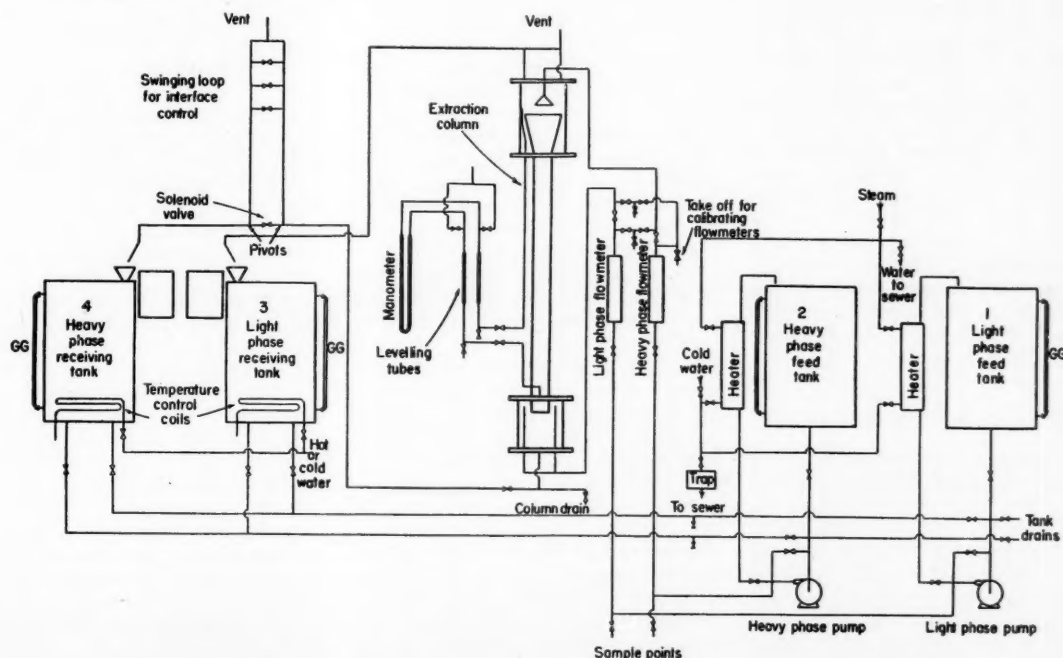 Vent
Vent
Swinging loop
for interface
control
Extraction
column
Solenoid
valve
Pivots
Steam
Take off for
calibrating
flowmeters
Water
to
sewer
Manometer
Levelling
tubes
Light phase flowmeter
Heavy phase flowmeter
4
Heavy
phase
receiving
tank
3
Light
phase
receiving
tank
GG
GG
Temperature
control
coils
Hot
or
cold
water
Cold
water
Heater
2
Heavy
phase
feed
tank
Heater
1
Light
phase
feed
tank
GG
Trap
Column drain
To sewer
Tank
drains
Heavy phase pump
Light phase pump
Sample points